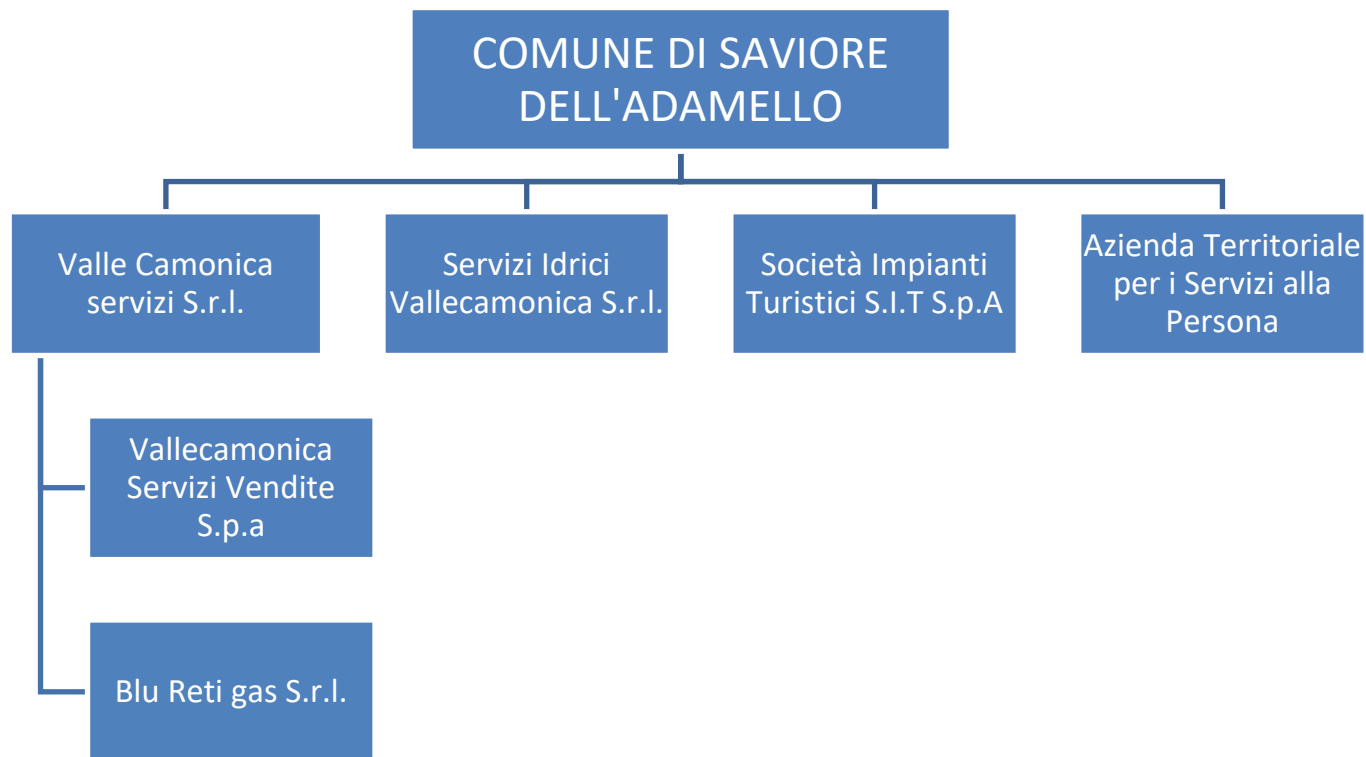 COMUNE DI SAVIORE
DELL'ADAMELLO
Valle Camonica
servizi S.r.l.
Servizi Idrici
Vallecamonica S.r.l.
Società Impianti
Turistici S.I.T S.p.A
Azienda Territoriale
per i Servizi alla
Persona
Vallecamonica
Servizi Vendite
S.p.a
Blu Reti gas S.r.l.